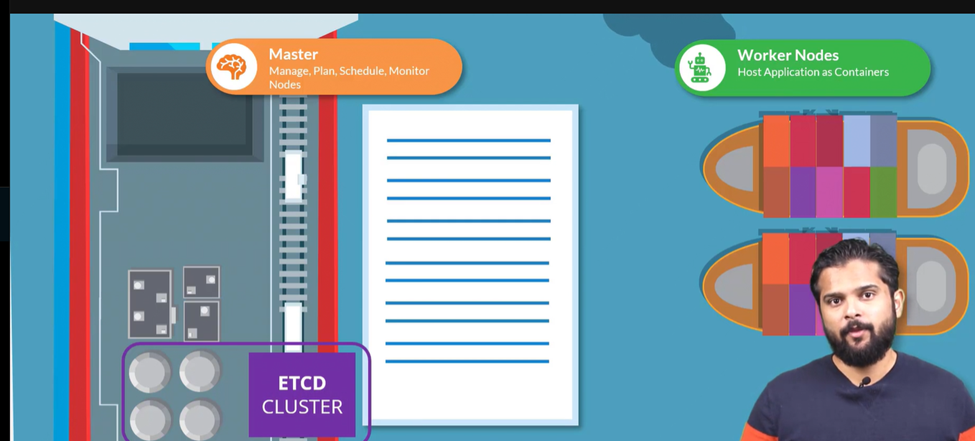 Master
Manage, Plan, Schedule, Monitor
Nodes
Worker Nodes
Host Application as Containers
ETCD
CLUSTER